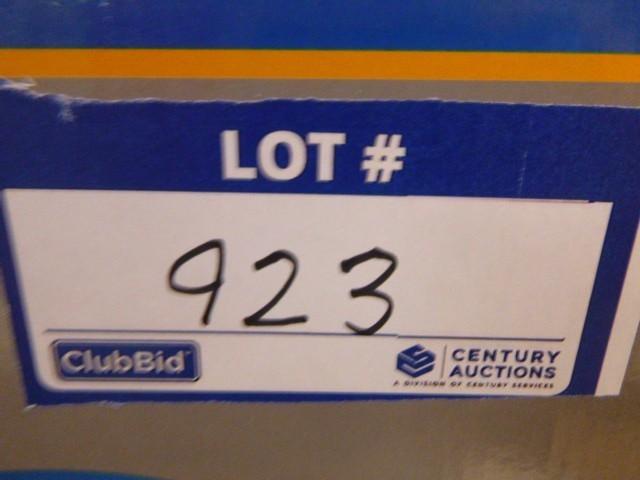 LOT #
923
ClubBid
CENTURY
AUCTIONS
A DIVISION OF CENTURY SERVICES